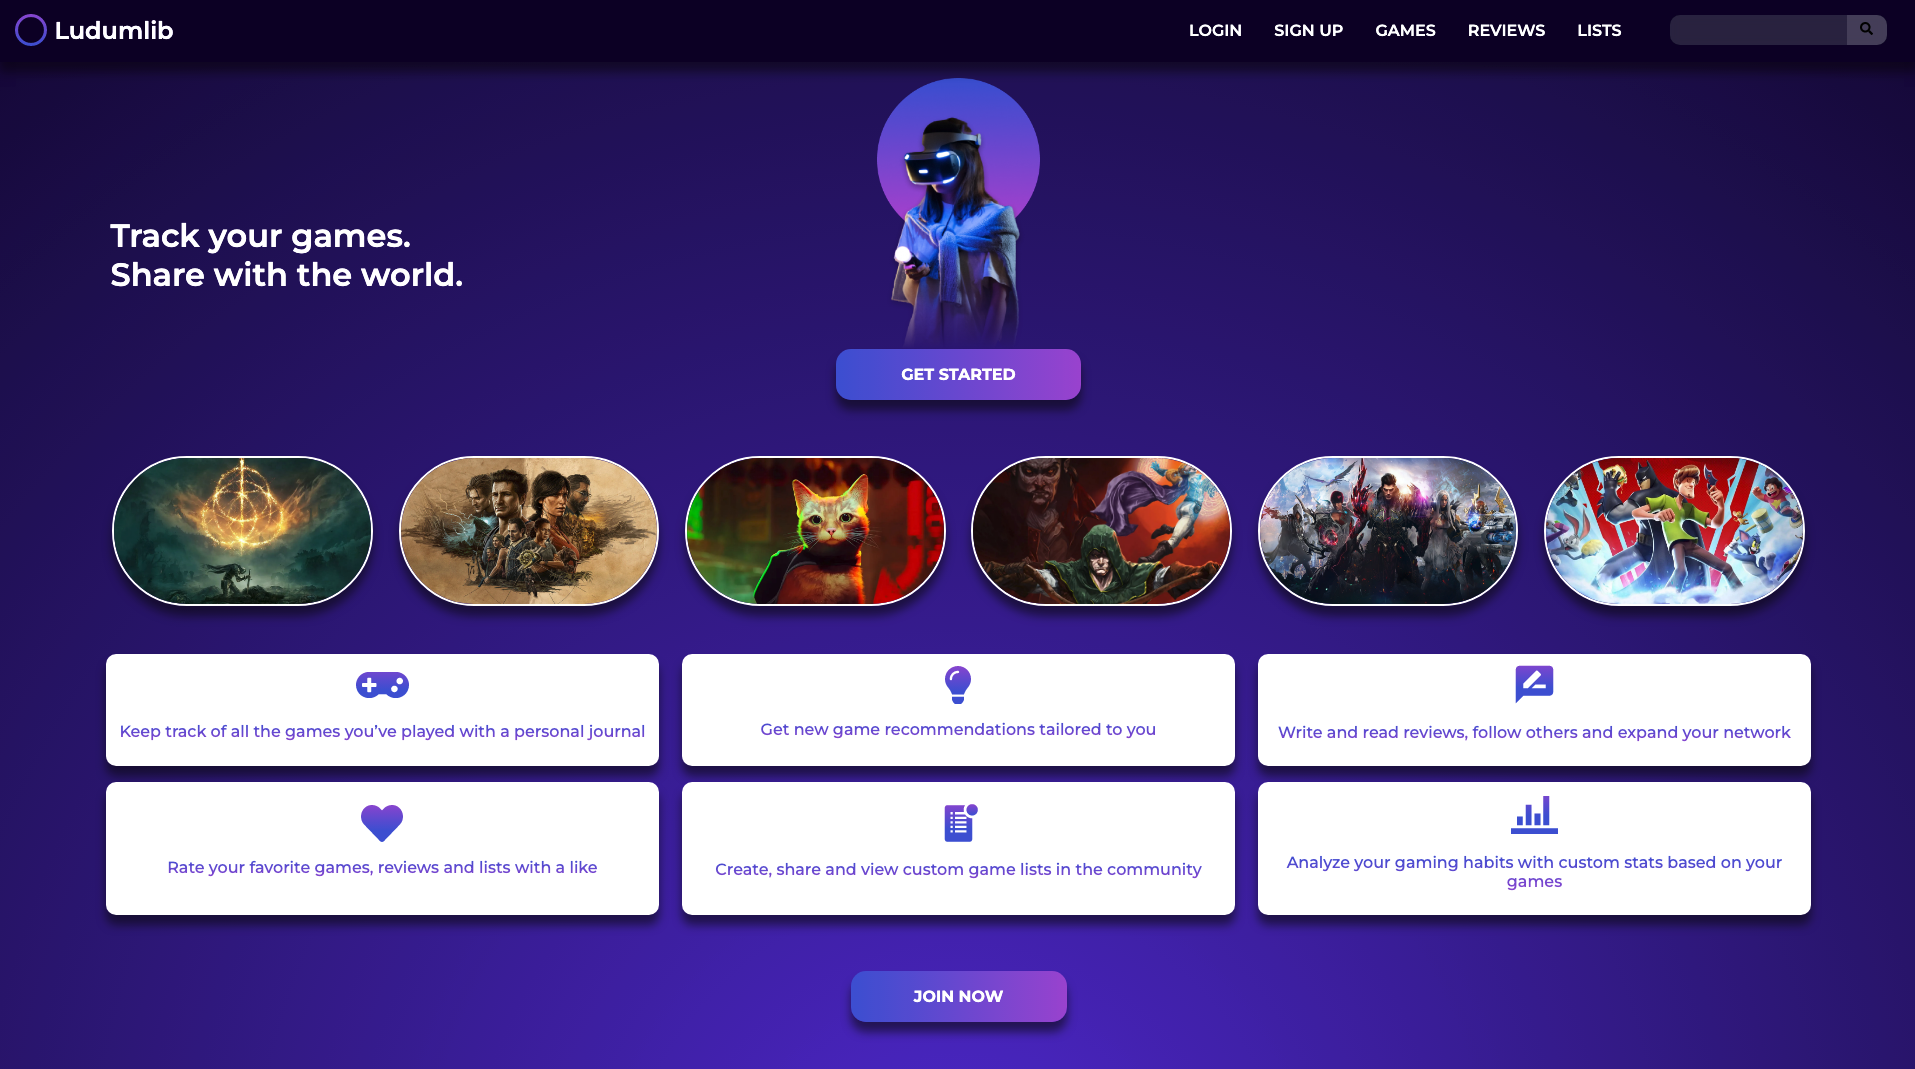 Ludumlib
LOGIN
SIGN UP
GAMES
REVIEWS
LISTS
Track your games.
Share with the world.
GET STARTED
Keep track of all the games you've played with a personal journal
Get new game recommendations tailored to you
Write and read reviews, follow others and expand your network
Rate your favorite games, reviews and lists with a like
Create, share and view custom game lists in the community
Analyze your gaming habits with custom stats based on your
games
JOIN NOW